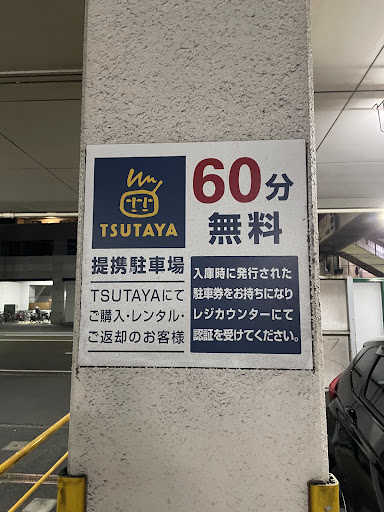 TSUTAYA
60分
無料
提携駐車場
TSUTAYAにて
ご購入・レンタル・
ご返却のお客様
入庫時に発行された
駐車券をお持ちになり
レジカウンターにて
認証を受けてください。